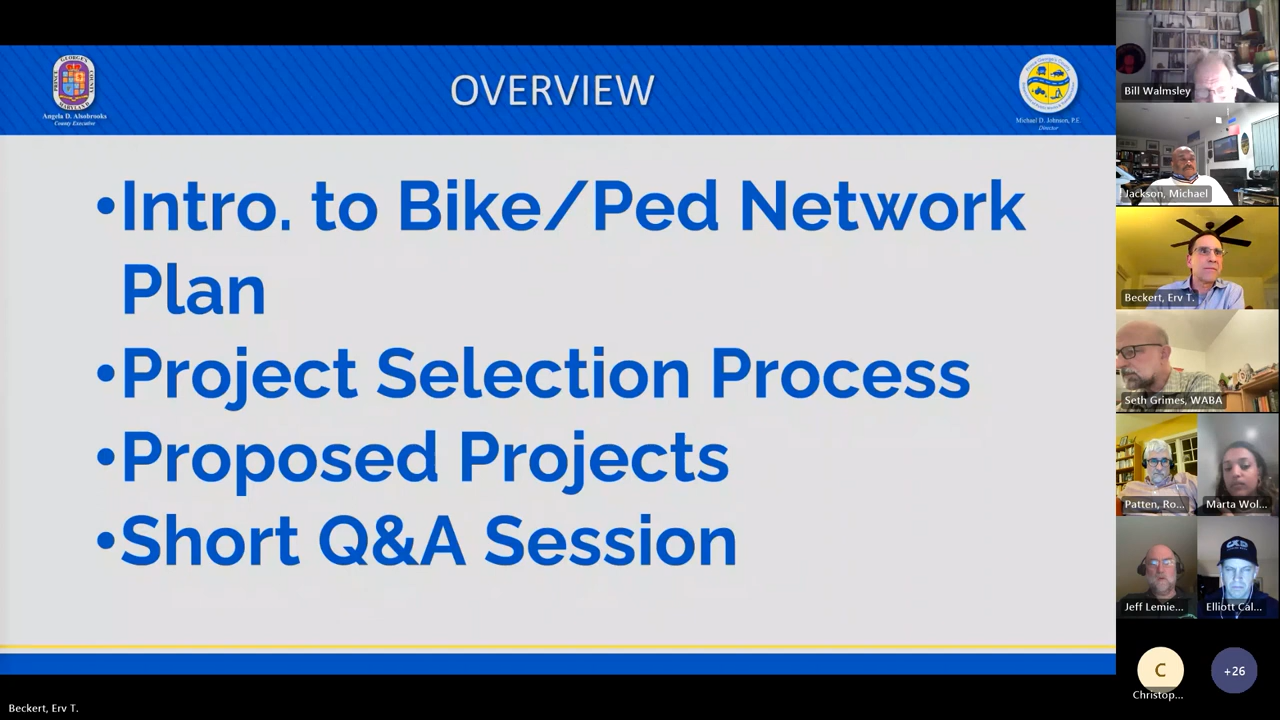 OVERVIEW
Angela D. Alsobrooks
County Executive
Michael D. Johnson, P.E
Director
•Intro. to Bike/Ped Network
Plan
•Project Selection Process
•Proposed Projects
•Short Q&A Session
Bill Walmsley
Jackson, Michael
Beckert, Erv T.
Seth Grimes, WABA
Patten, Ro...
Marta Wol...
Jeff Lemie...
Elliott Cal...
C
Christop...
+26
Beckert, Erv T.